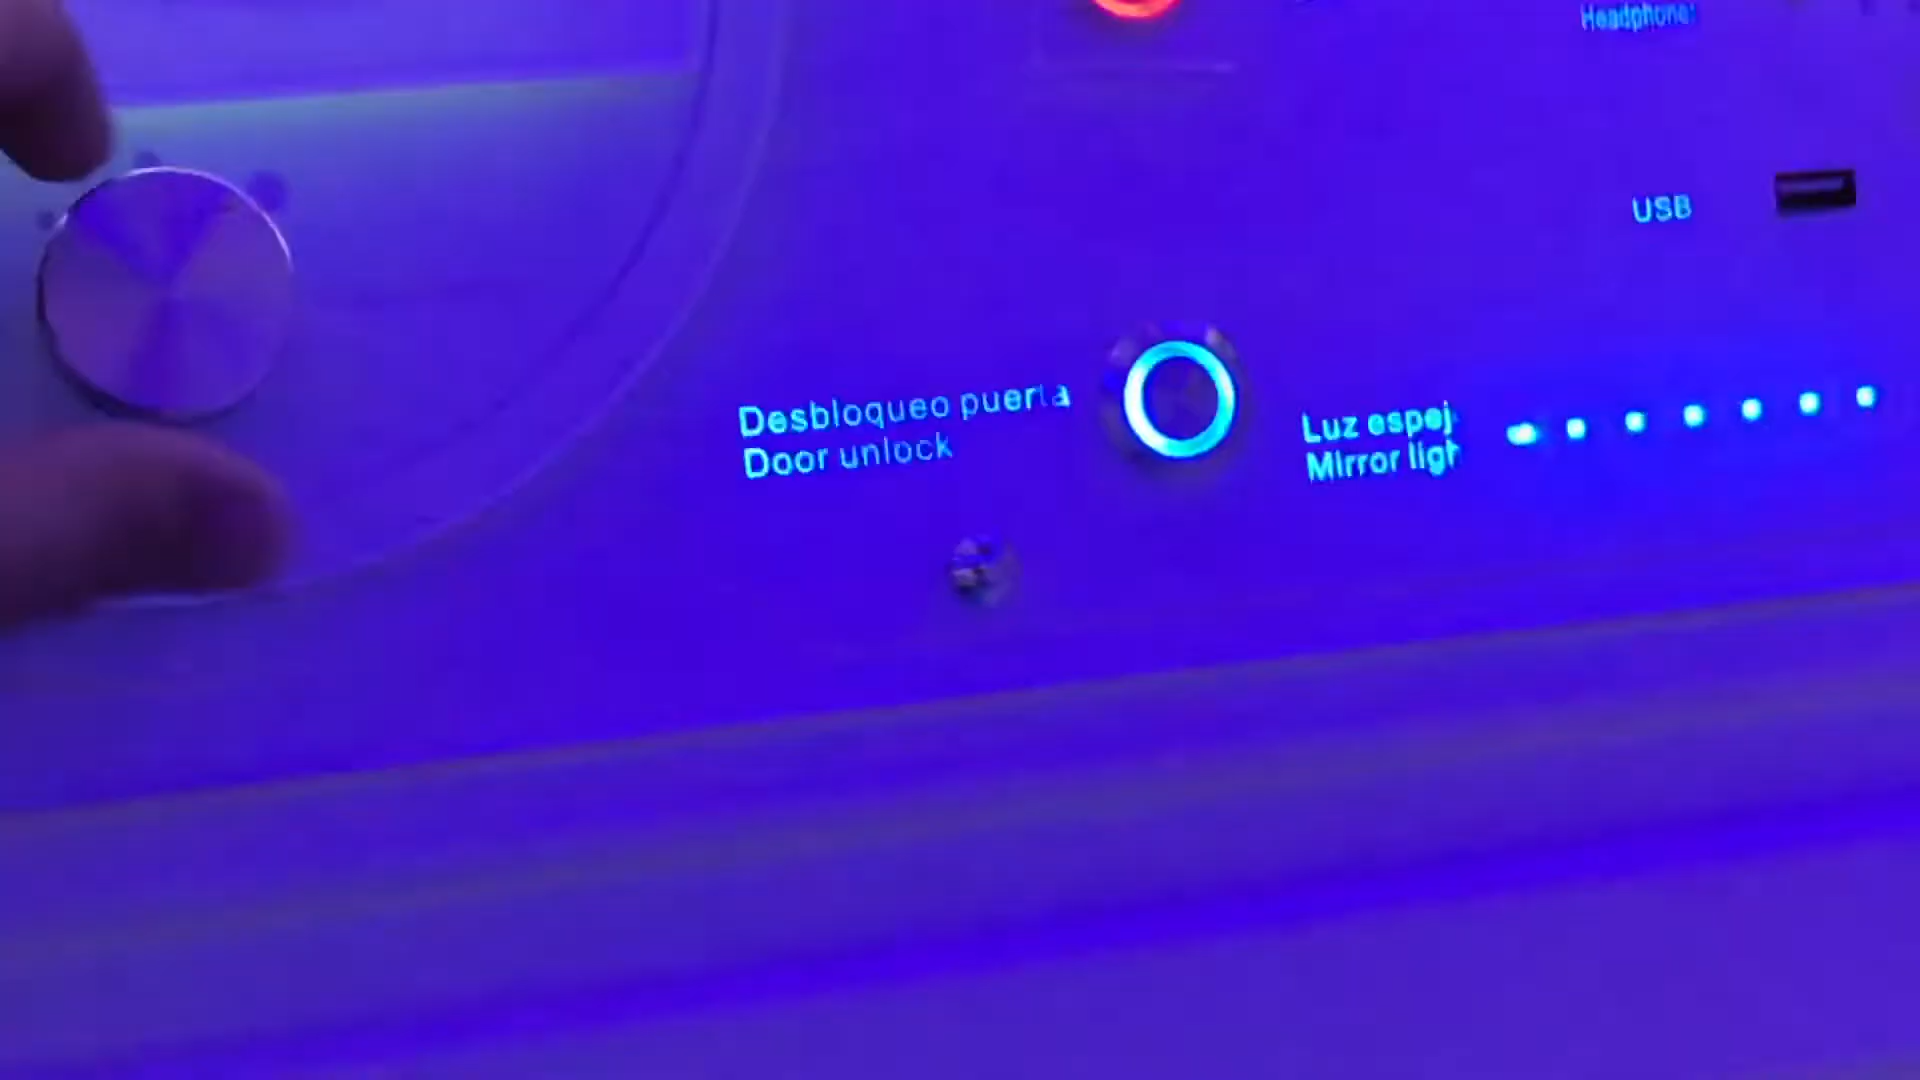 Headphone
USB
Desbloqueo puerta
Door unlock
Luz espej
Mirror ligh